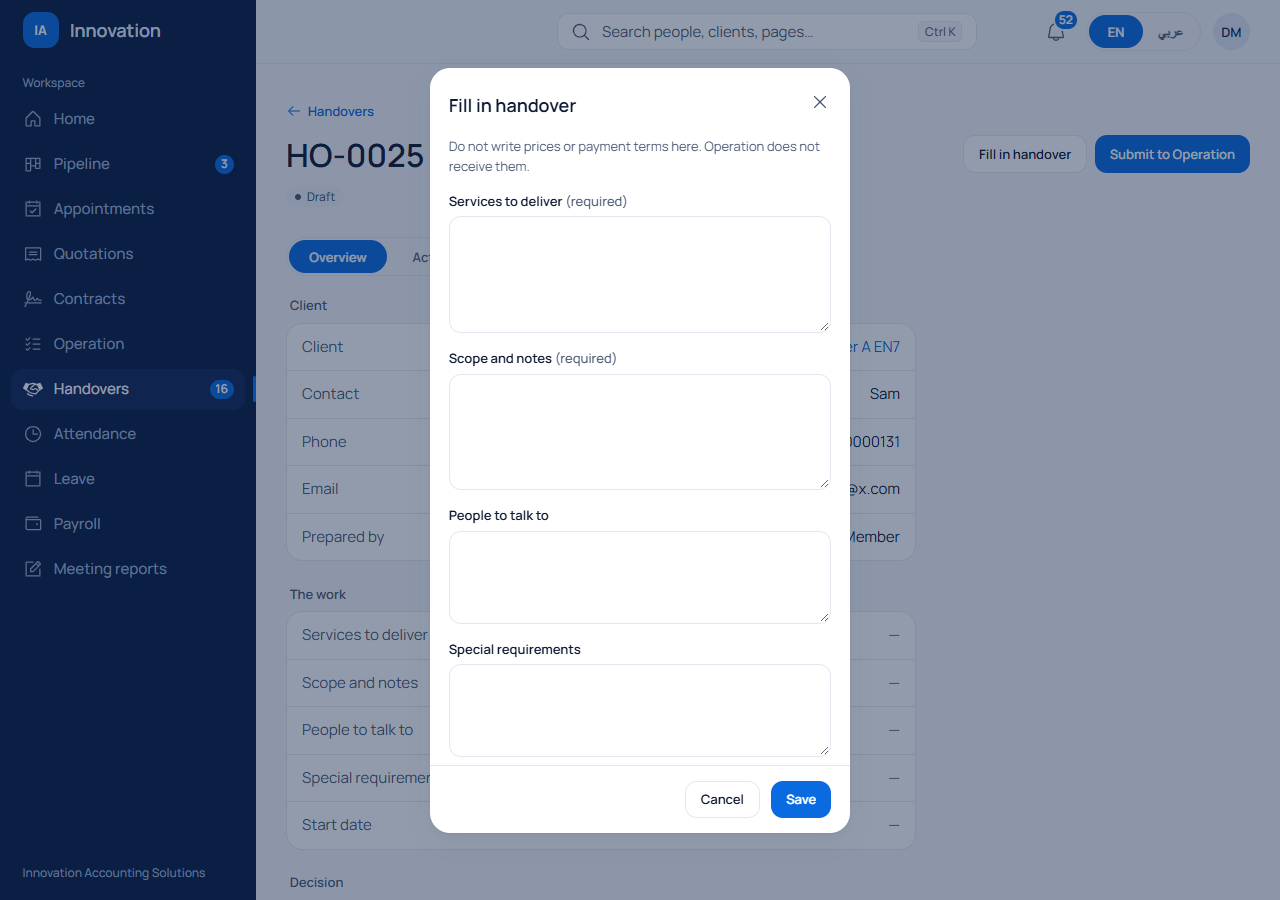 IA Innovation
Search people, clients, pages...
Ctrl K
52
EN
عربي
DM
Workspace
Home
Pipeline 3
Appointments
Quotations
Contracts
Operation
Handovers 16
Attendance
Leave
Payroll
Meeting reports
Innovation Accounting Solutions
Handovers
HO-0025
Draft
Fill in handover
Submit to Operation
Overview
Client
Client er A EN7
Contact Sam
Phone 0000131
Email @x.com
Prepared by Member
The work
Services to deliver —
Scope and notes —
People to talk to —
Special —
Start date —
Decision
Fill in handover
Do not write prices or payment terms here. Operation does not
receive them.
Services to deliver (required)
Scope and notes (required)
People to talk to
Special requirements
Cancel
Save